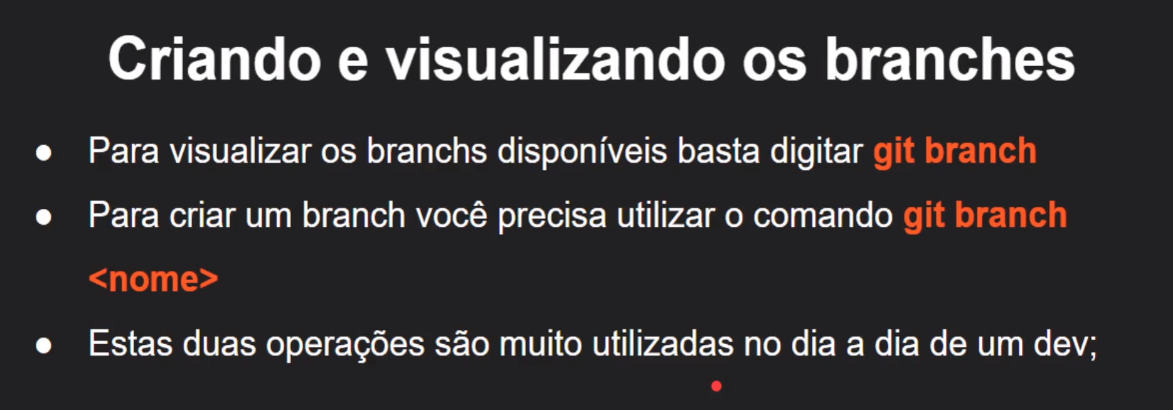 Criando e visualizando os branches
● Para visualizar os branchs disponíveis basta digitar git branch
● Para criar um branch você precisa utilizar o comando git branch
<nome>
● Estas duas operações são muito utilizadas no dia a dia de um dev;